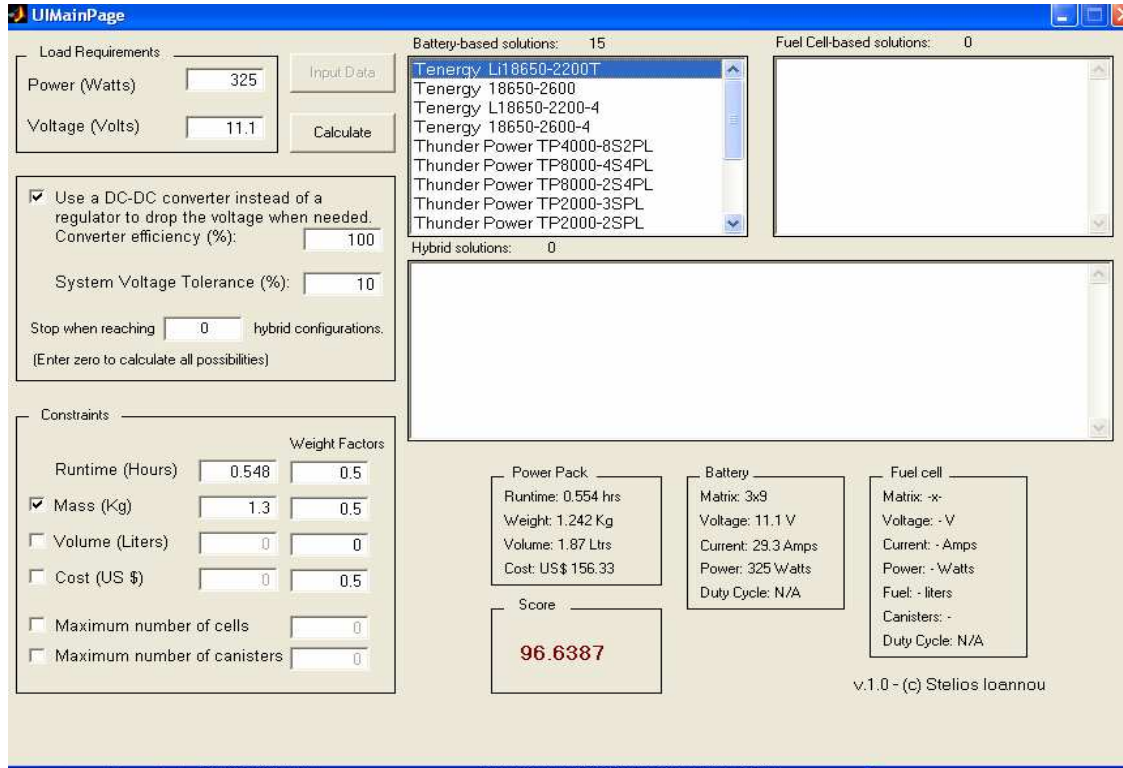 UIMainPage
Load Requirements
Power (Watts) 325
Voltage (Volts) 11.1
Input Data
Calculate
Use a DC-DC converter instead of a
regulator to drop the voltage when needed.
Converter efficiency (%): 100
System Voltage Tolerance (%): 10
Stop when reaching 0 hybrid configurations.
(Enter zero to calculate all possibilities)
Constraints
Weight Factors
Runtime (Hours) 0.548 0.5
Mass (Kg) 1.3 0.5
Volume (Liters) 0 0
Cost (US $) 0 0.5
Maximum number of cells 0
Maximum number of canisters 0
Battery-based solutions: 15
Tenergy Li18650-2200T
Tenergy 18650-2600
Tenergy L18650-2200-4
Tenergy 18650-2600-4
Thunder Power TP4000-8S2PL
Thunder Power TP8000-4S4PL
Thunder Power TP8000-2S4PL
Thunder Power TP2000-3SPL
Thunder Power TP2000-2SPL
Fuel Cell-based solutions: 0
Hybrid solutions: 0
Power Pack
Runtime: 0.554 hrs
Weight: 1.242 Kg
Volume: 1.87 Ltrs
Cost: US$ 156.33
Score
96.6387
Battery
Matrix: 3x9
Voltage: 11.1 V
Current: 29.3 Amps
Power: 325 Watts
Duty Cycle: N/A
Fuel cell
Matrix: -x-
Voltage: - V
Current: - Amps
Power: - Watts
Fuel: - liters
Canisters: -
Duty Cycle: N/A
v.1.0 - (c) Stelios Ioannou